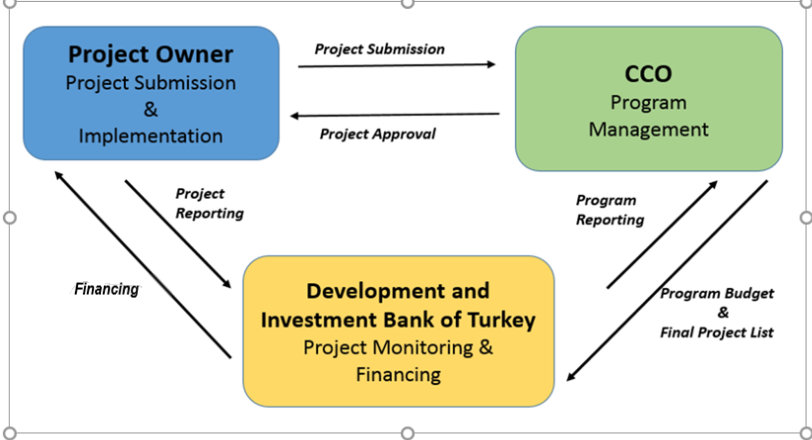 Project Owner
Project Submission
&
Implementation
Project Submission
Project Approval
CCO
Program
Management
Project
Reporting
Financing
Program
Reporting
Program Budget
&
Final Project List
Development and
Investment Bank of Turkey
Project Monitoring &
Financing